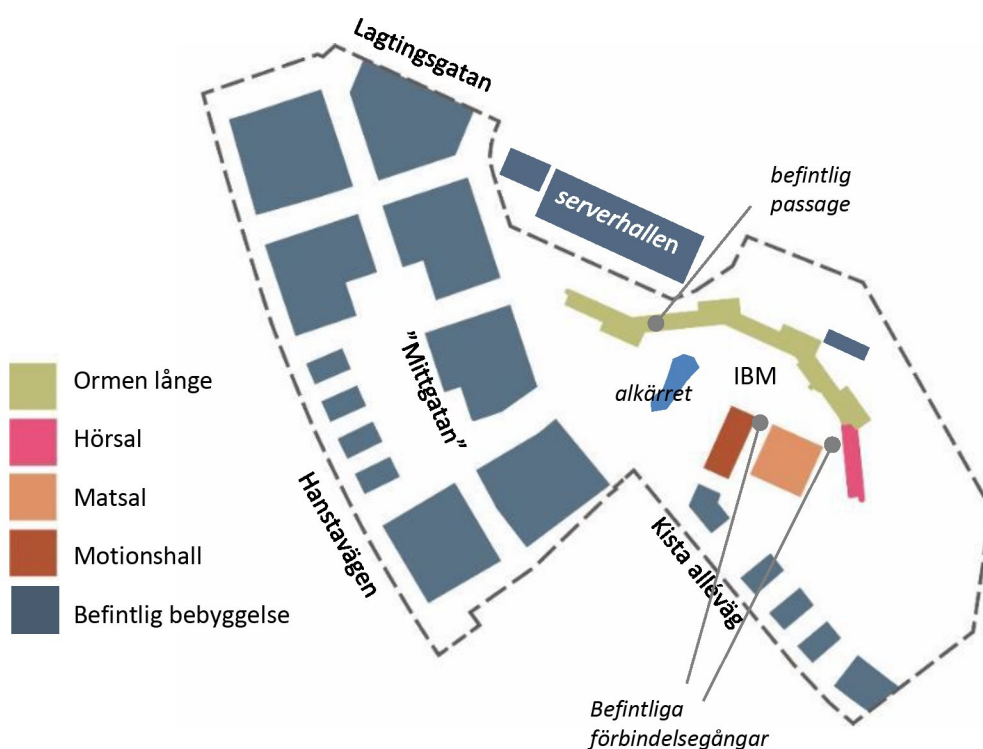 Lagtingsgatan
befintlig
passage
serverhallen
"Mittgatan"
IBM
alkärret
Ormen långe
Hörsal
Matsal
Motionshall
Befintlig bebyggelse
Hanstavägen
Kista alléväg
Befintliga
förbindelsegångar